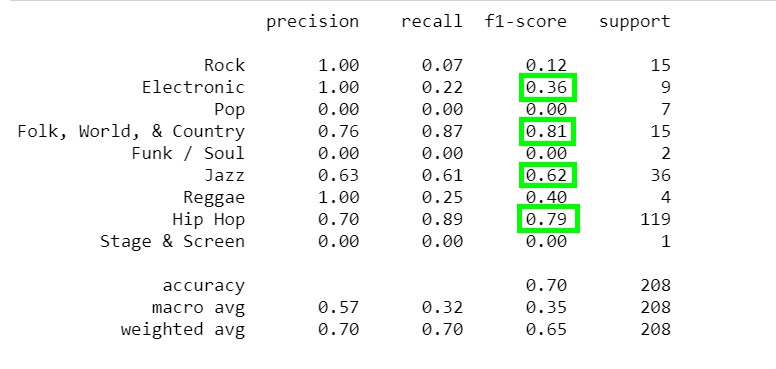 precision recall f1-score support
Rock 1.00 0.07 0.12 15
Electronic 1.00 0.22 0.36 9
Pop 0.00 0.00 0.00 7
Folk, World, & Country 0.76 0.87 0.81 15
Funk / Soul 0.00 0.00 0.00 2
Jazz 0.63 0.61 0.62 36
Reggae 1.00 0.25 0.40 4
Hip Hop 0.70 0.89 0.79 119
Stage & Screen 0.00 0.00 0.00 1
accuracy 0.70 208
macro avg 0.57 0.32 0.35 208
weighted avg 0.70 0.70 0.65 208